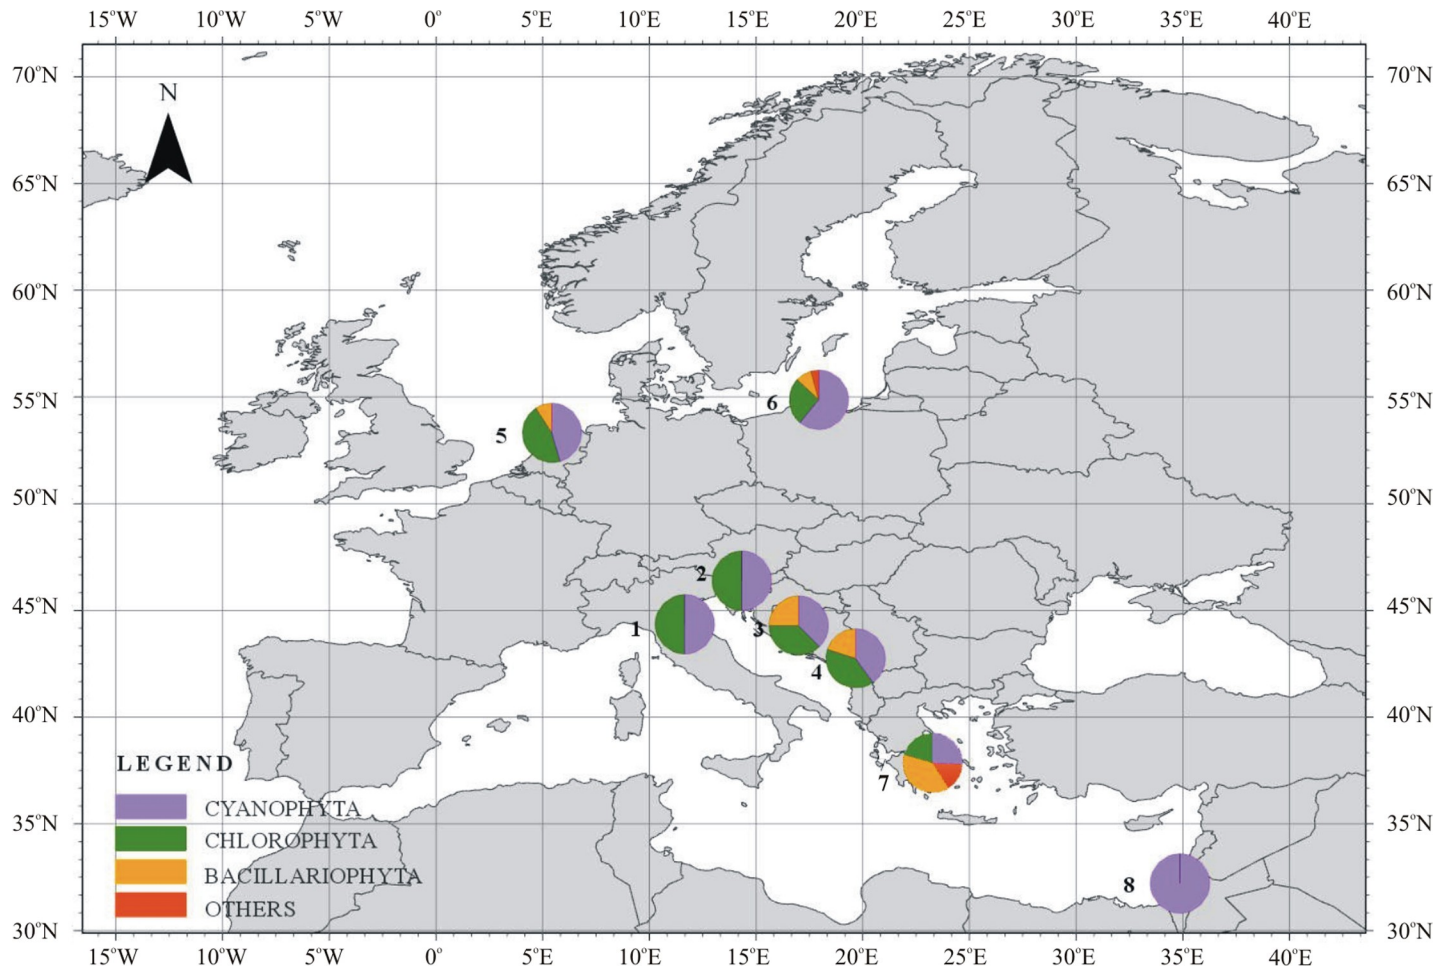 15°W 10°W 5°W 0° 5°E 10°E 15°E 20°E 25°E 30°E 35°E 40°E
70°N 70°N
N
65°N 65°N
60°N 60°N
55°N 55°N
6
5
50°N 50°N
2
45°N 45°N
1 3
4
40°N 40°N
LEGEND
7
CYANOPHYTA
35°N 35°N
CHLOROPHYTA
BACILLARIOPHYTA
8
OTHERS
30°N 30°N
15°W 10°W 5°W 0° 5°E 10°E 15°E 20°E 25°E 30°E 35°E 40°E